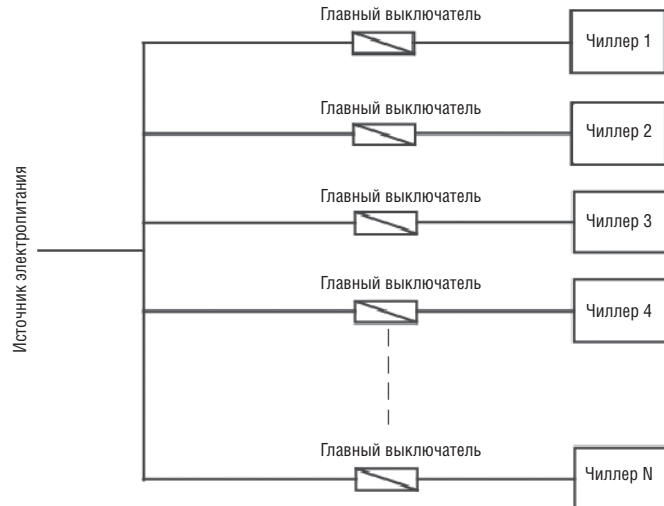 Источник электропитания
Главный выключатель
Чиллер 1
Главный выключатель
Чиллер 2
Главный выключатель
Чиллер 3
Главный выключатель
Чиллер 4
Главный выключатель
Чиллер N